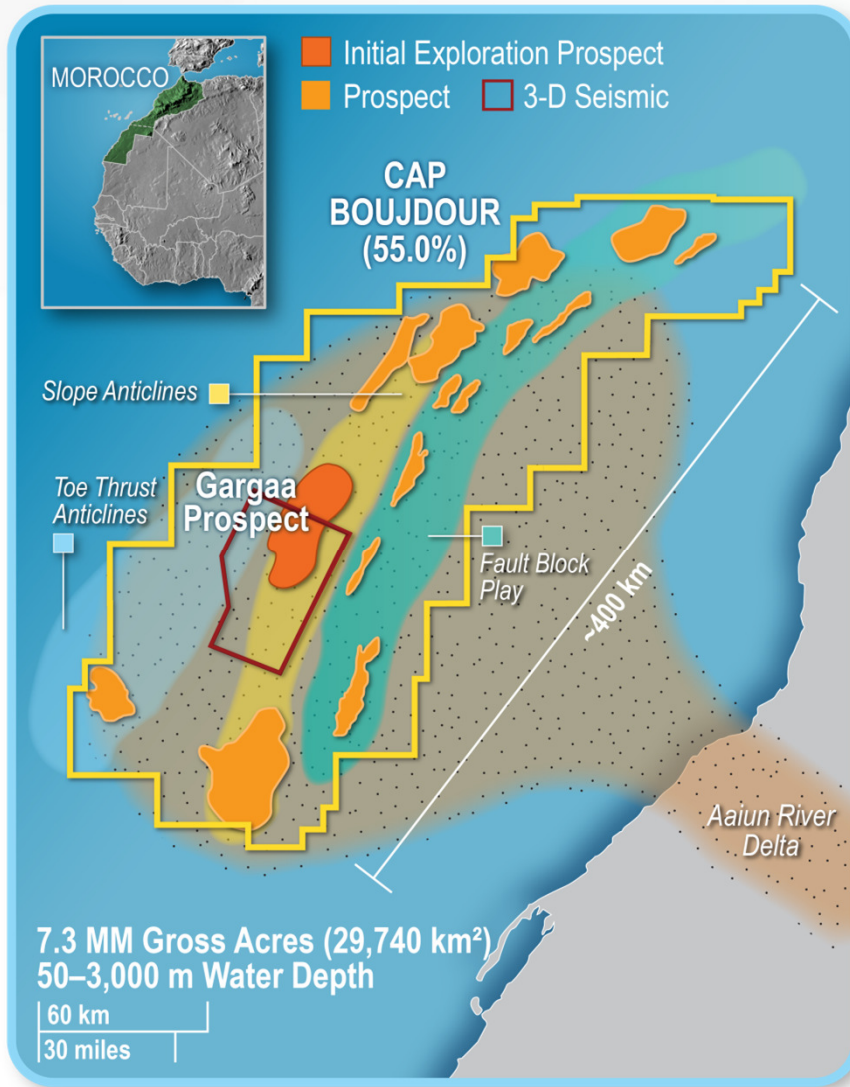 MOROCCO
Initial Exploration Prospect
Prospect
3-D Seismic
CAP
BOUJDOUR
(55.0%)
Slope Anticlines
Toe Thrust
Anticlines
Gargaa
Prospect
Fault Block
Play
~400 km
Aaiun River
Delta
7.3 MM Gross Acres (29,740 km²)
50–3,000 m Water Depth
60 km
30 miles